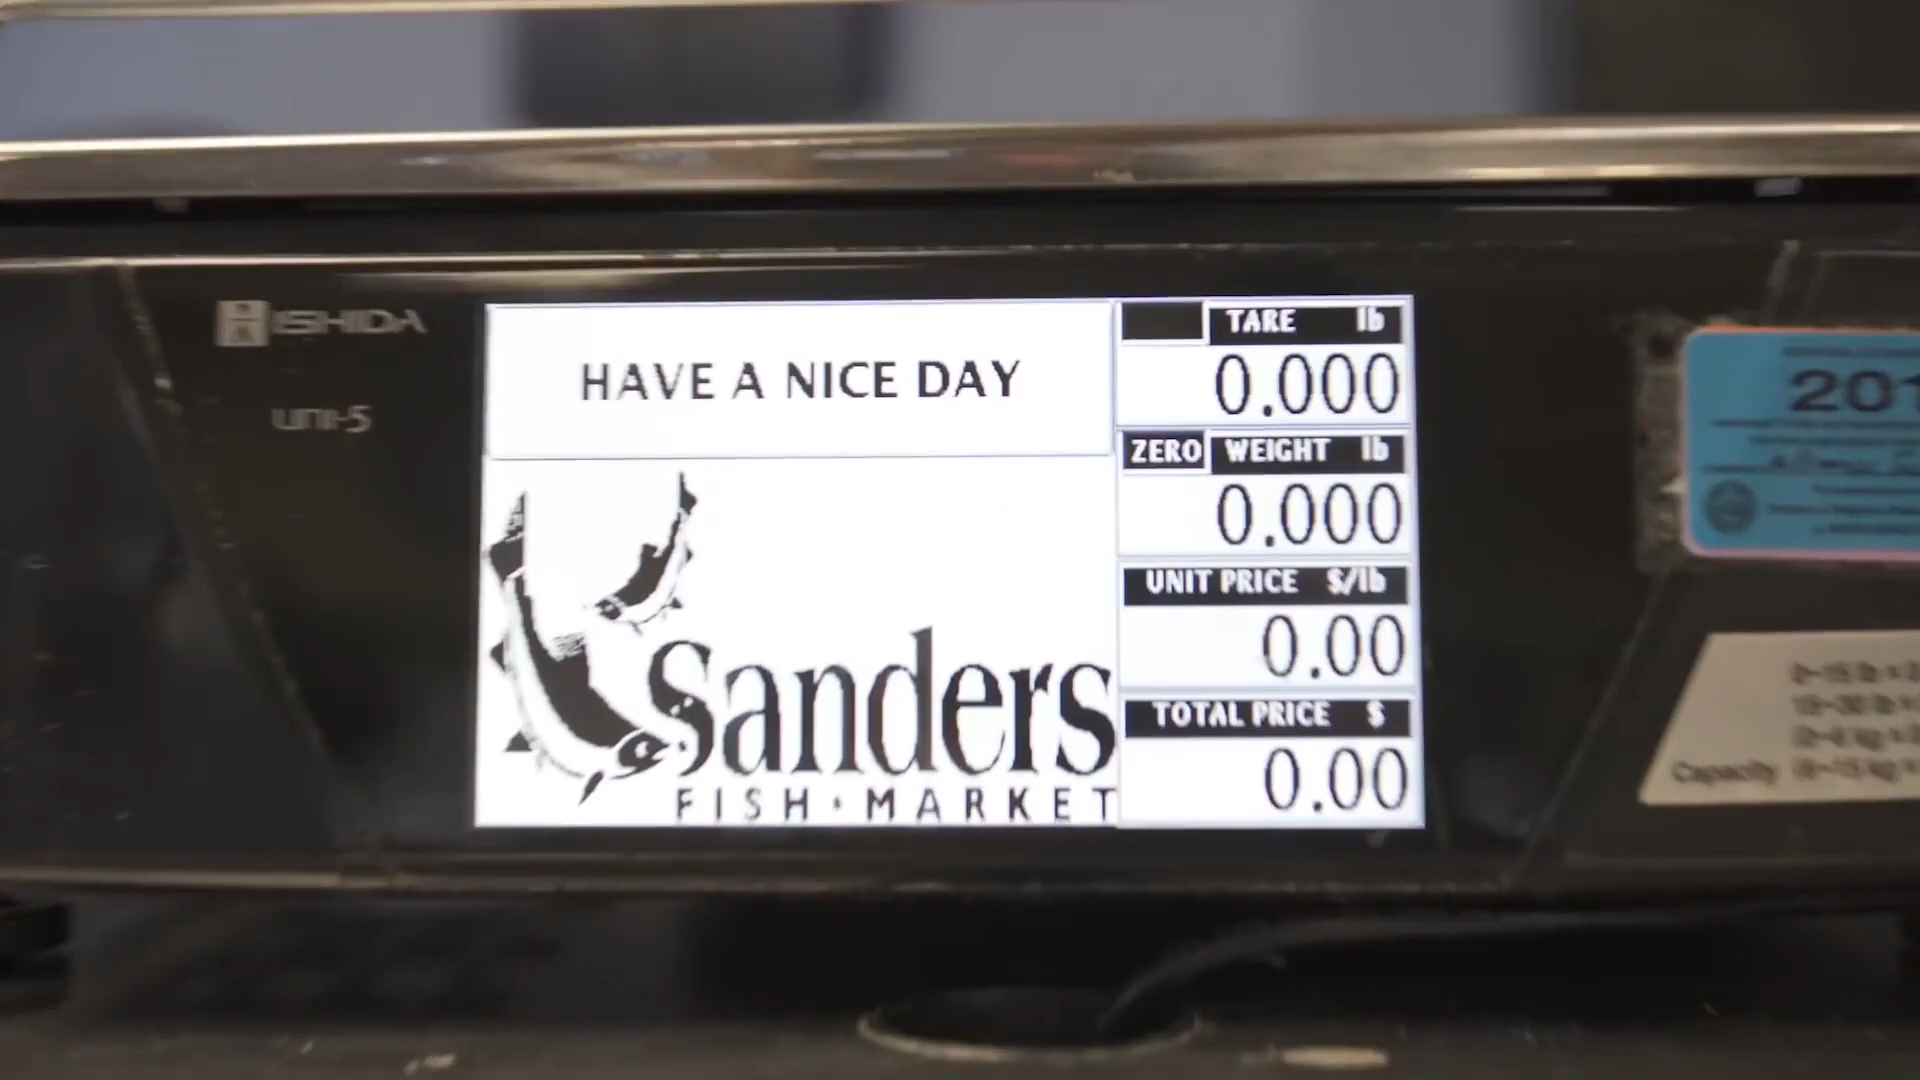 ISHIDA
uni-5
HAVE A NICE DAY
Sanders
FISH • MARKET
TARE lb
0.000
ZERO WEIGHT lb
0.000
UNIT PRICE $/lb
0.00
TOTAL PRICE $
0.00
201
Capacity